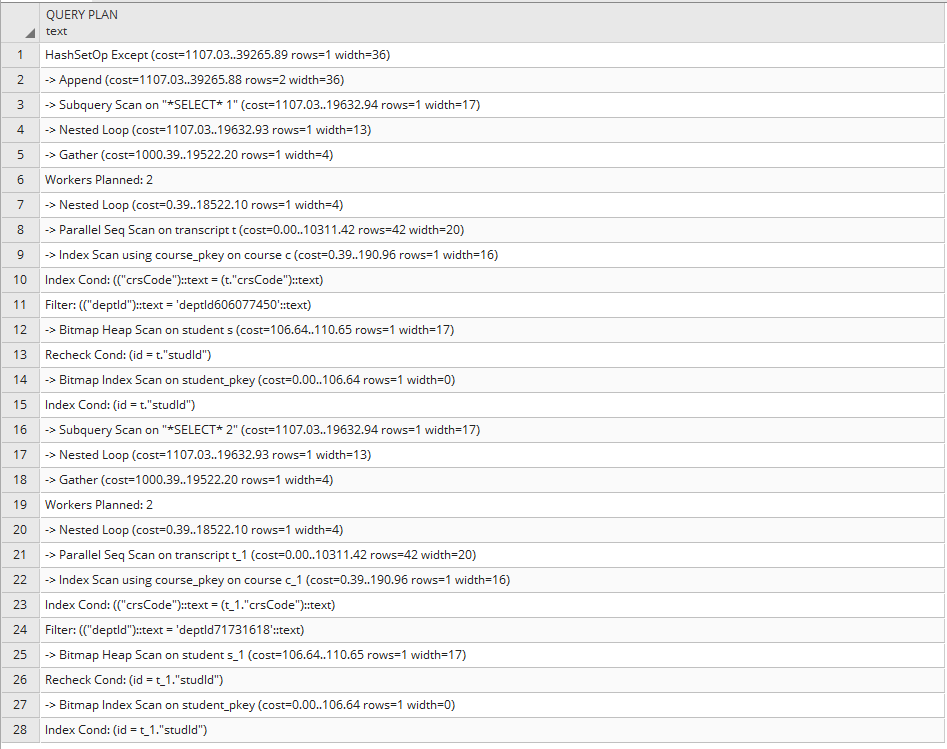 QUERY PLAN
text
1 HashSetOp Except (cost=1107.03..39265.89 rows=1 width=36)
2 -> Append (cost=1107.03..39265.88 rows=2 width=36)
3 -> Subquery Scan on "*SELECT* 1" (cost=1107.03..19632.94 rows=1 width=17)
4 -> Nested Loop (cost=1107.03..19632.93 rows=1 width=13)
5 -> Gather (cost=1000.39..19522.20 rows=1 width=4)
6 Workers Planned: 2
7 -> Nested Loop (cost=0.39..18522.10 rows=1 width=4)
8 -> Parallel Seq Scan on transcript t (cost=0.00..10311.42 rows=42 width=20)
9 -> Index Scan using course_pkey on course c (cost=0.39..190.96 rows=1 width=16)
10 Index Cond: (("crsCode")::text = (t."crsCode")::text)
11 Filter: (("deptId")::text = 'deptId606077450'::text)
12 -> Bitmap Heap Scan on student s (cost=106.64..110.65 rows=1 width=17)
13 Recheck Cond: (id = t."studId")
14 -> Bitmap Index Scan on student_pkey (cost=0.00..106.64 rows=1 width=0)
15 Index Cond: (id = t."studId")
16 -> Subquery Scan on "*SELECT* 2" (cost=1107.03..19632.94 rows=1 width=17)
17 -> Nested Loop (cost=1107.03..19632.93 rows=1 width=13)
18 -> Gather (cost=1000.39..19522.20 rows=1 width=4)
19 Workers Planned: 2
20 -> Nested Loop (cost=0.39..18522.10 rows=1 width=4)
21 -> Parallel Seq Scan on transcript t_1 (cost=0.00..10311.42 rows=42 width=20)
22 -> Index Scan using course_pkey on course c_1 (cost=0.39..190.96 rows=1 width=16)
23 Index Cond: (("crsCode")::text = (t_1."crsCode")::text)
24 Filter: (("deptId")::text = 'deptId71731618'::text)
25 -> Bitmap Heap Scan on student s_1 (cost=106.64..110.65 rows=1 width=17)
26 Recheck Cond: (id = t_1."studId")
27 -> Bitmap Index Scan on student_pkey (cost=0.00..106.64 rows=1 width=0)
28 Index Cond: (id = t_1."studId")